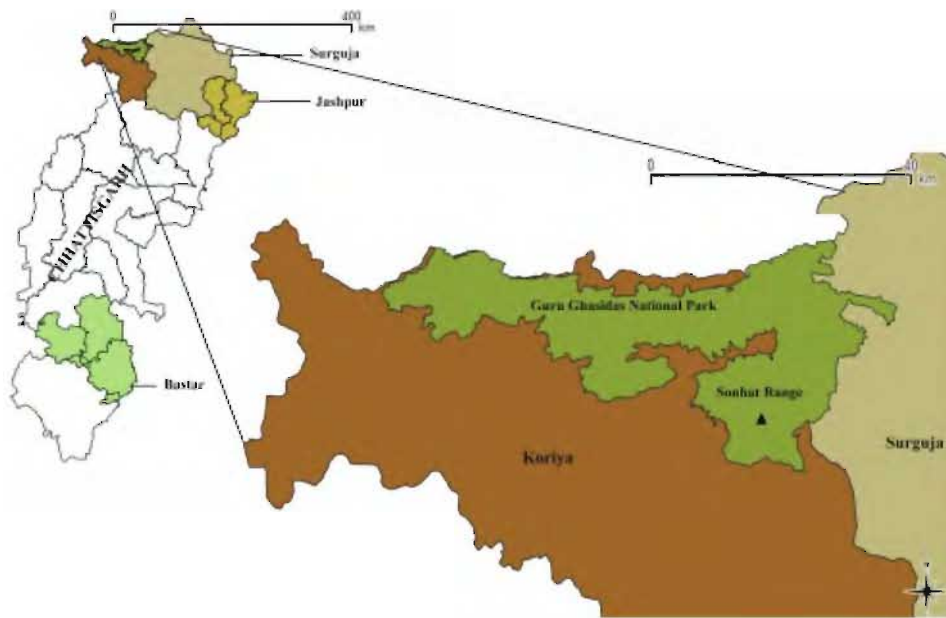 0 400
km
Surguja
Jashpur
CHHATTISGARH
Bastar
0 40
km
Guru Ghasidas National Park
Sonhat Range
Koriya
Surguja